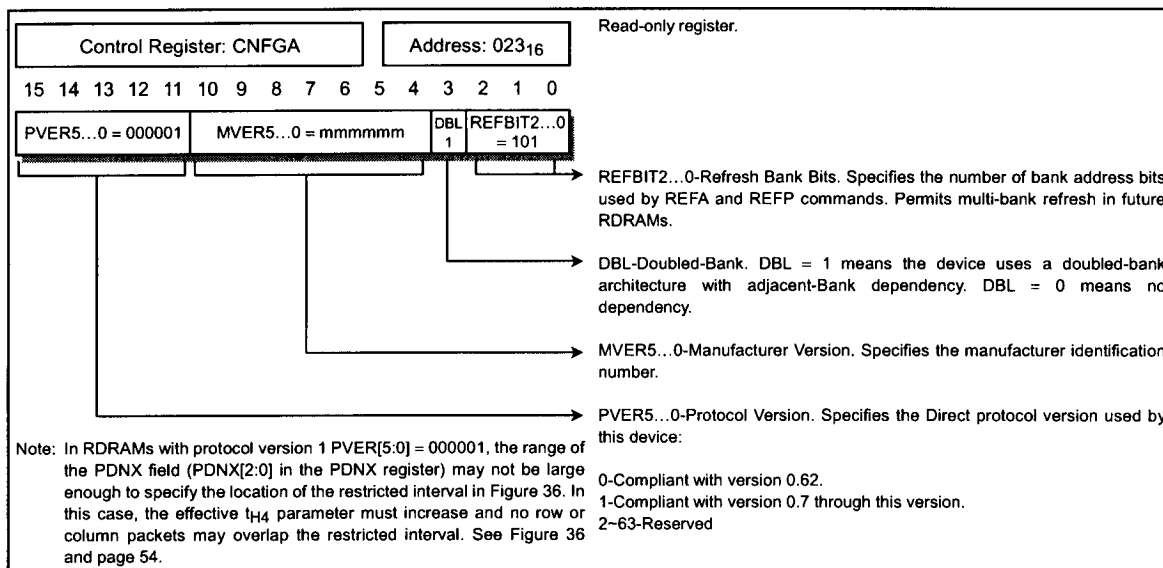 Control Register: CNFGA
Address: 023₁₆
Read-only register.
15 14 13 12 11 10 9 8 7 6 5 4 3 2 1 0
PVER5...0 = 000001
MVER5...0 = mmmmmm
DBL
1
REFBIT2...0
= 101
REFBIT2...0-Refresh Bank Bits. Specifies the number of bank address bits
used by REFA and REFP commands. Permits multi-bank refresh in future
RDRAMs.
DBL-Doubled-Bank. DBL = 1 means the device uses a doubled-bank
architecture with adjacent-Bank dependency. DBL = 0 means no
dependency.
MVER5...0-Manufacturer Version. Specifies the manufacturer identification
number.
PVER5...0-Protocol Version. Specifies the Direct protocol version used by
this device:
0-Compliant with version 0.62.
1-Compliant with version 0.7 through this version.
2~63-Reserved
Note: In RDRAMs with protocol version 1 PVER[5:0] = 000001, the range of
the PDNX field (PDNX[2:0] in the PDNX register) may not be large
enough to specify the location of the restricted interval in Figure 36. In
this case, the effective tH4 parameter must increase and no row or
column packets may overlap the restricted interval. See Figure 36
and page 54.